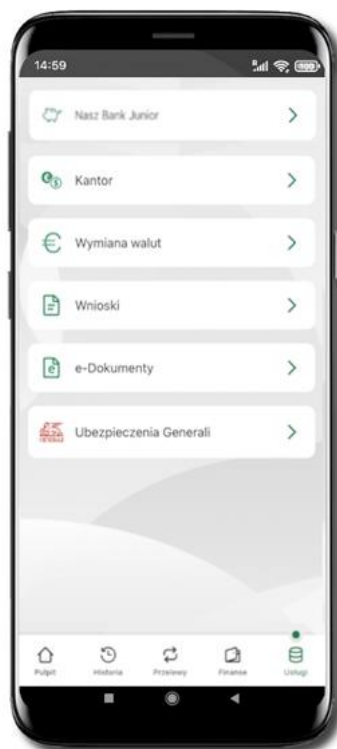 14:59
Nasz Bank Junior
Kantor
Wymiana walut
Wnioski
e-Dokumenty
Ubezpieczenia Generali
Pulpit
Historia
Przelewy
Finanse
Usługi